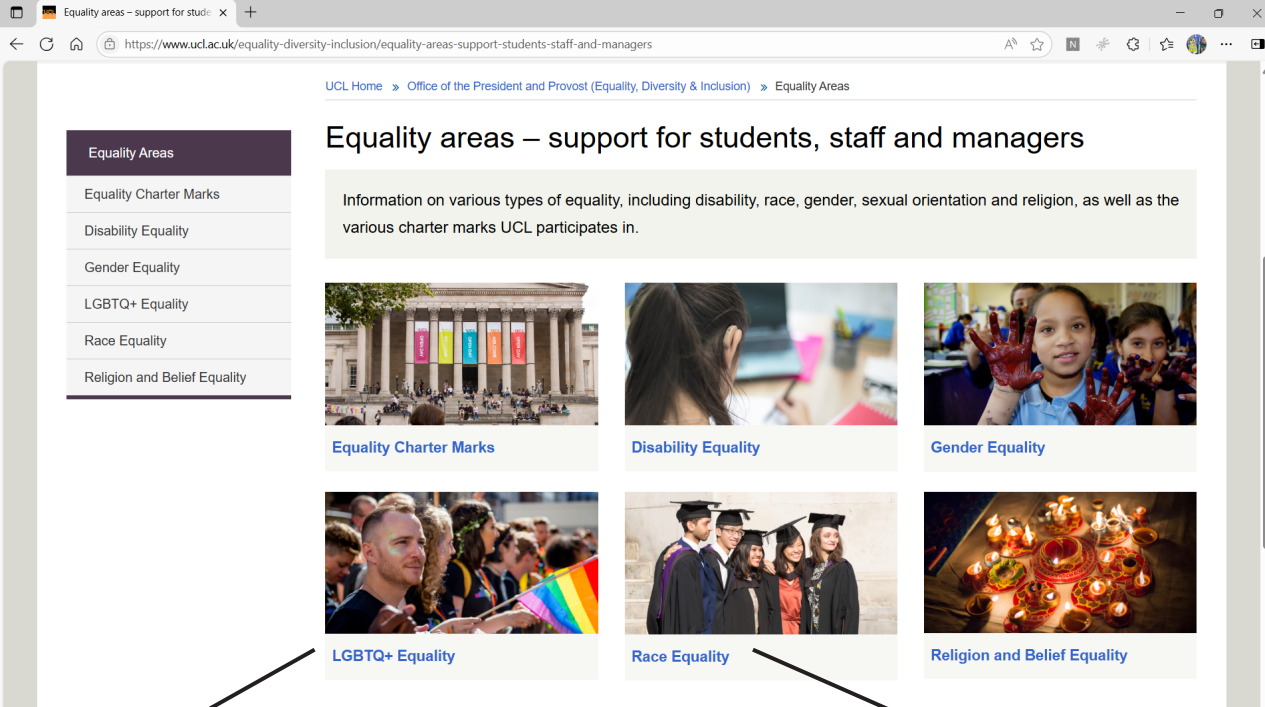 Equality areas – support for stude
https://www.ucl.ac.uk/equality-diversity-inclusion/equality-areas-support-students-staff-and-managers
UCL Home » Office of the President and Provost (Equality, Diversity & Inclusion) » Equality Areas
Equality Areas
Equality Charter Marks
Disability Equality
Gender Equality
LGBTQ+ Equality
Race Equality
Religion and Belief Equality
Equality areas – support for students, staff and managers
Information on various types of equality, including disability, race, gender, sexual orientation and religion, as well as the
various charter marks UCL participates in.
Equality Charter Marks
Disability Equality
Gender Equality
LGBTQ+ Equality
Race Equality
Religion and Belief Equality